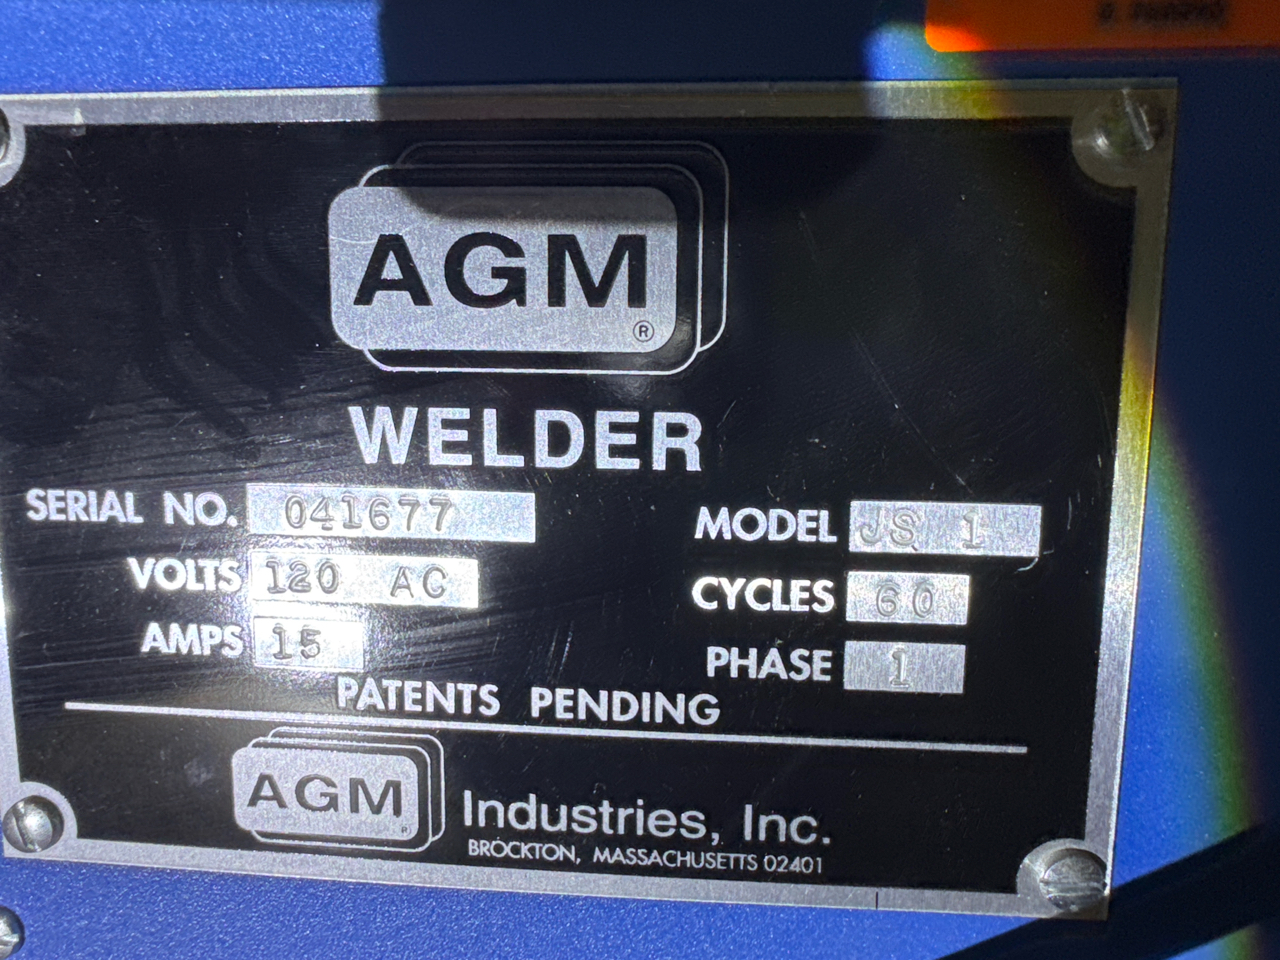 AGM
®
WELDER
SERIAL NO. 041677
MODEL JS 1
VOLTS 120 AC
CYCLES 60
AMPS 15
PHASE 1
PATENTS PENDING
AGM Industries, Inc.
BROCKTON, MASSACHUSETTS 02401